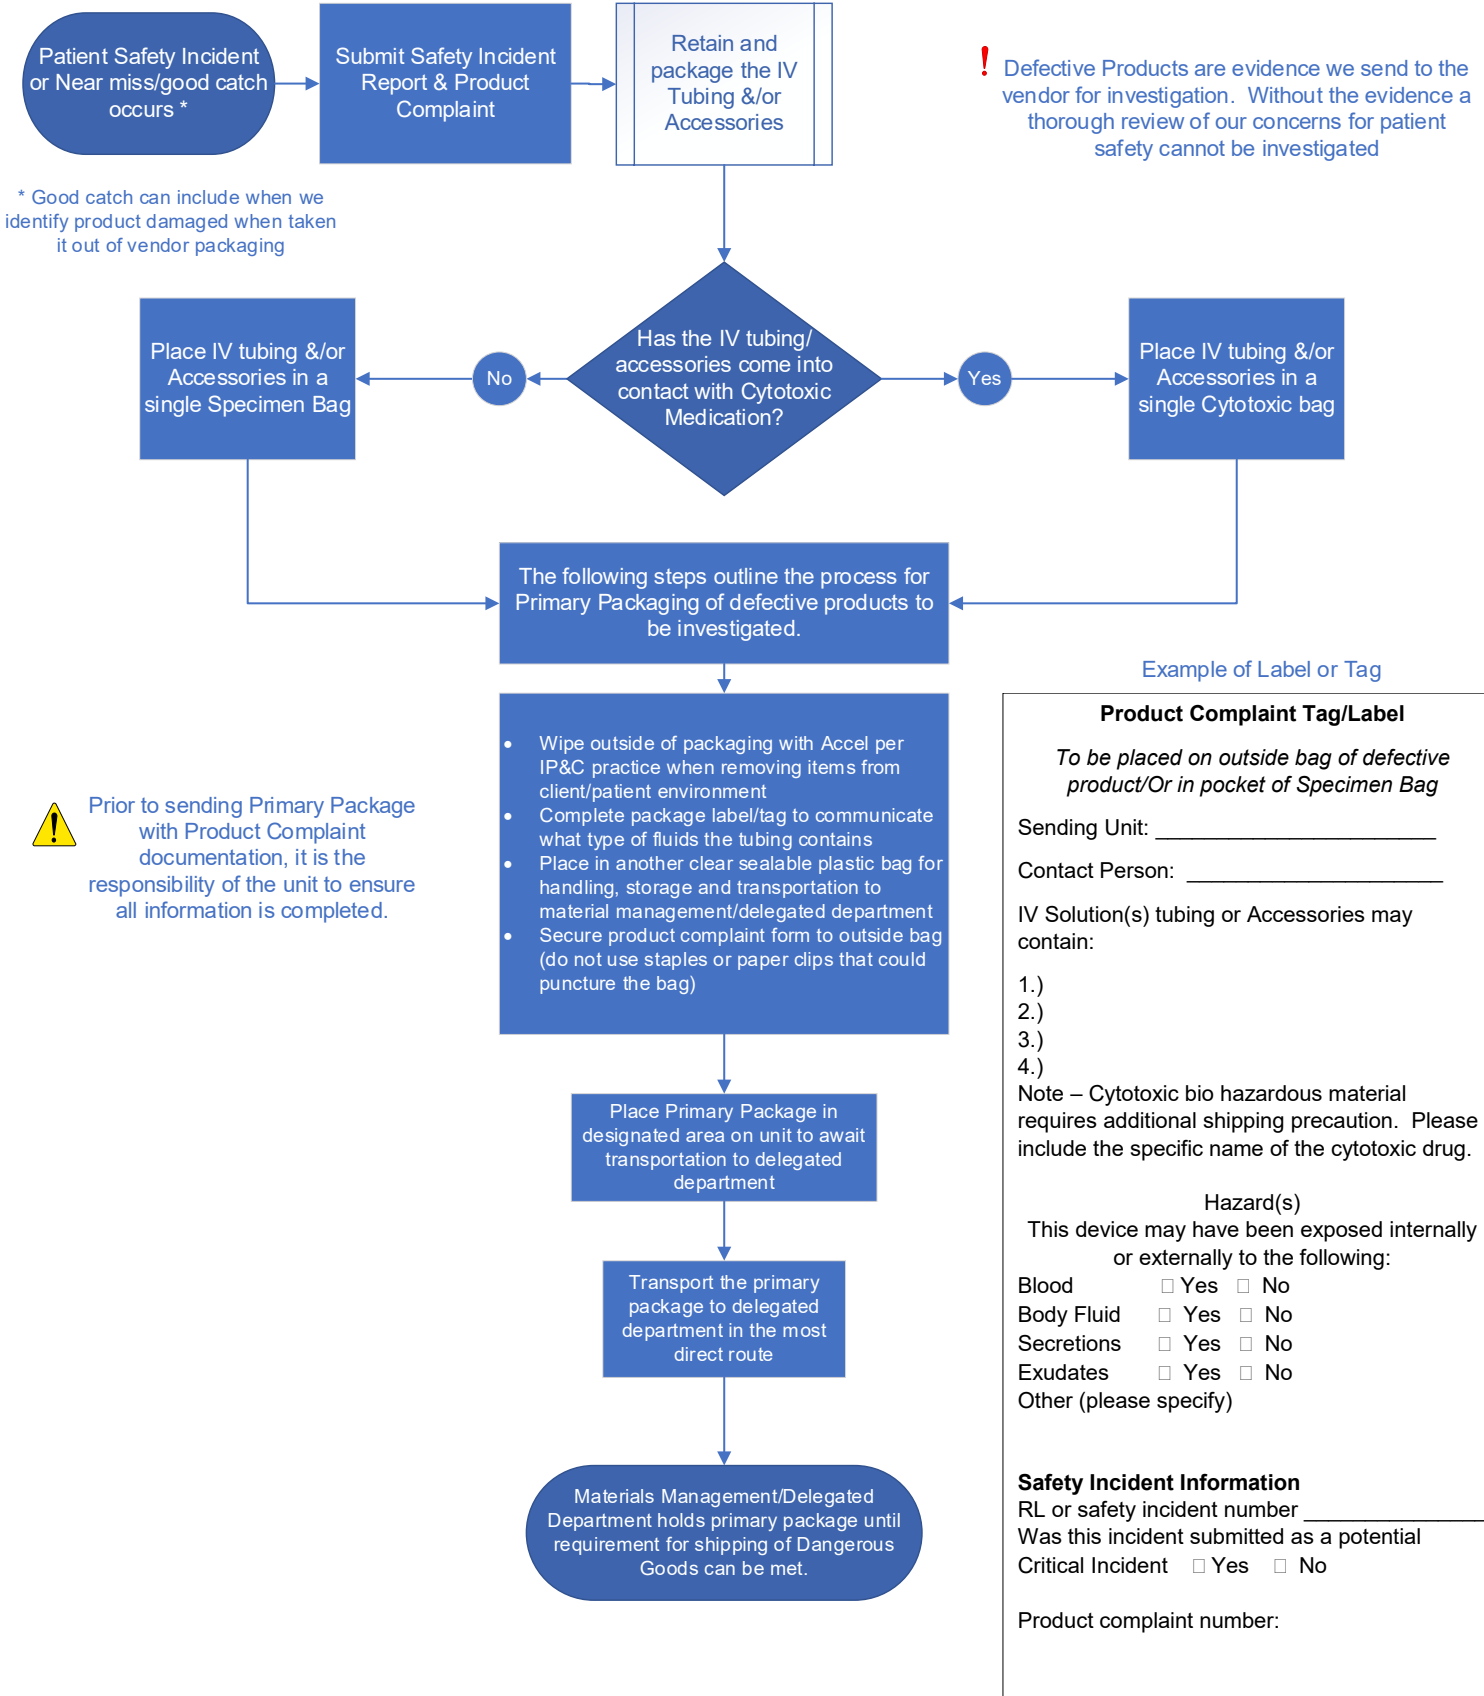 Patient Safety Incident
or Near miss/good catch
occurs *
Submit Safety Incident
Report & Product
Complaint
Retain and
package the IV
Tubing &/or
Accessories
! Defective Products are evidence we send to the
vendor for investigation.  Without the evidence a
thorough review of our concerns for patient
safety cannot be investigated
* Good catch can include when we
identify product damaged when taken
it out of vendor packaging
Place IV tubing &/or
Accessories in a
single Specimen Bag
No
Has the IV tubing/
accessories come into
contact with Cytotoxic
Medication?
Yes
Place IV tubing &/or
Accessories in a
single Cytotoxic bag
The following steps outline the process for
Primary Packaging of defective products to
be investigated.
• Wipe outside of packaging with Accel per
IP&C practice when removing items from
client/patient environment
• Complete package label/tag to communicate
what type of fluids the tubing contains
• Place in another clear sealable plastic bag for
handling, storage and transportation to
material management/delegated department
• Secure product complaint form to outside bag
(do not use staples or paper clips that could
puncture the bag)
! Prior to sending Primary Package
with Product Complaint
documentation, it is the
responsibility of the unit to ensure
all information is completed.
Place Primary Package in
designated area on unit to await
transportation to delegated
department
Transport the primary
package to delegated
department in the most
direct route
Materials Management/Delegated
Department holds primary package until
requirement for shipping of Dangerous
Goods can be met.
Example of Label or Tag
Product Complaint Tag/Label
To be placed on outside bag of defective
product/Or in pocket of Specimen Bag
Sending Unit: _______________________
Contact Person: _____________________
IV Solution(s) tubing or Accessories may
contain:
1.)
2.)
3.)
4.)
Note – Cytotoxic bio hazardous material
requires additional shipping precaution.  Please
include the specific name of the cytotoxic drug.
Hazard(s)
This device may have been exposed internally
or externally to the following:
Blood □ Yes □ No
Body Fluid □ Yes □ No
Secretions □ Yes □ No
Exudates □ Yes □ No
Other (please specify)
Safety Incident Information
RL or safety incident number _______________
Was this incident submitted as a potential
Critical Incident □ Yes □ No
Product complaint number: